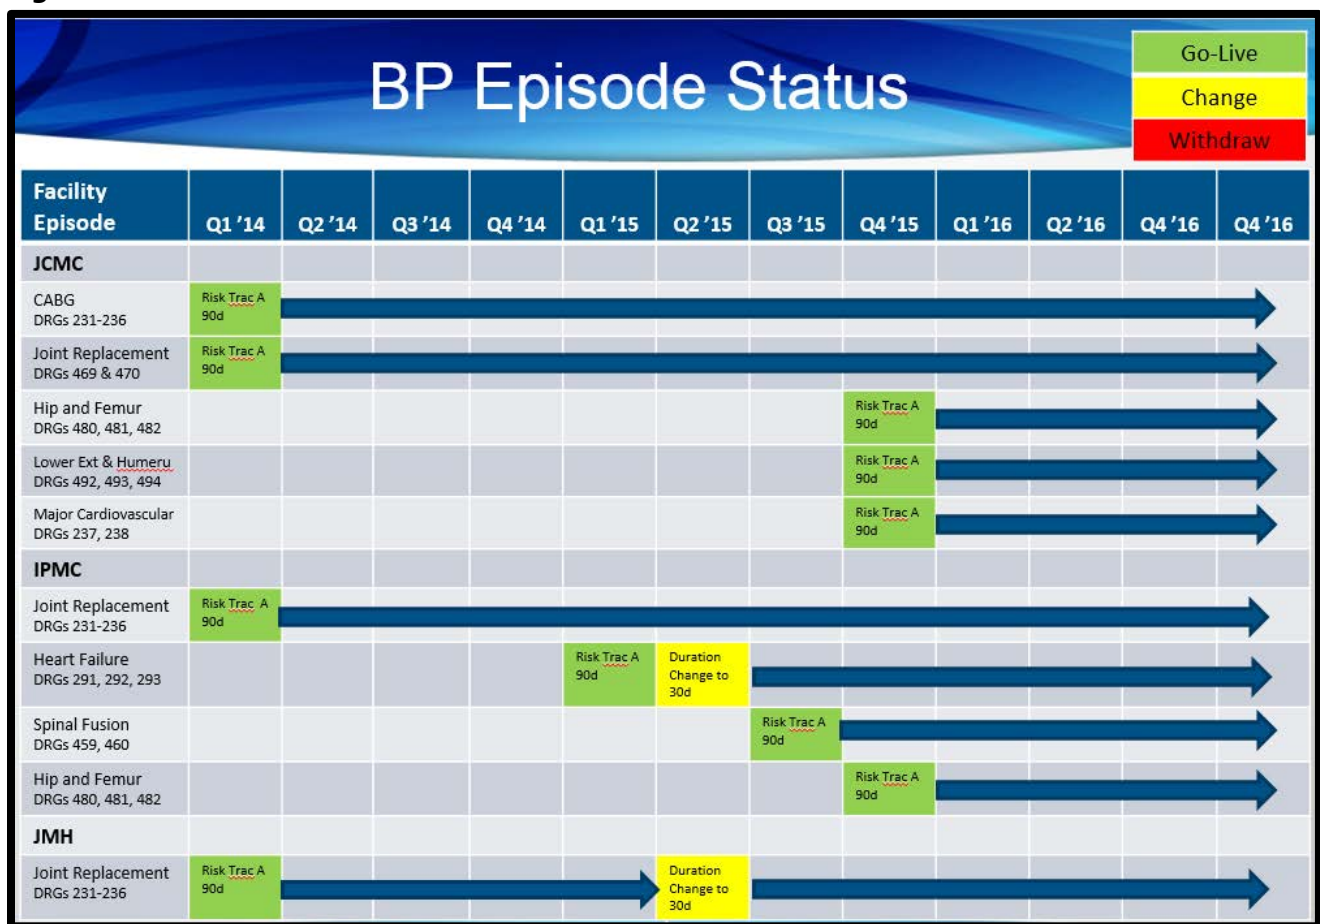 BP Episode Status
Go-Live
Change
Withdraw
Facility
Episode
Q1 '14
Q2 '14
Q3 '14
Q4 '14
Q1 '15
Q2 '15
Q3 '15
Q4 '15
Q1 '16
Q2 '16
Q4 '16
Q4 '16
JCMC
CABG
DRGs 231-236
Risk Trac A
90d
Joint Replacement
DRGs 469 & 470
Risk Trac A
90d
Hip and Femur
DRGs 480, 481, 482
Risk Trac A
90d
Lower Ext & Humeru
DRGs 492, 493, 494
Risk Trac A
90d
Major Cardiovascular
DRGs 237, 238
Risk Trac A
90d
IPMC
Joint Replacement
DRGs 231-236
Risk Trac A
90d
Heart Failure
DRGs 291, 292, 293
Risk Trac A
90d
Duration
Change to
30d
Spinal Fusion
DRGs 459, 460
Risk Trac A
90d
Hip and Femur
DRGs 480, 481, 482
Risk Trac A
90d
JMH
Joint Replacement
DRGs 231-236
Risk Trac A
90d
Duration
Change to
30d